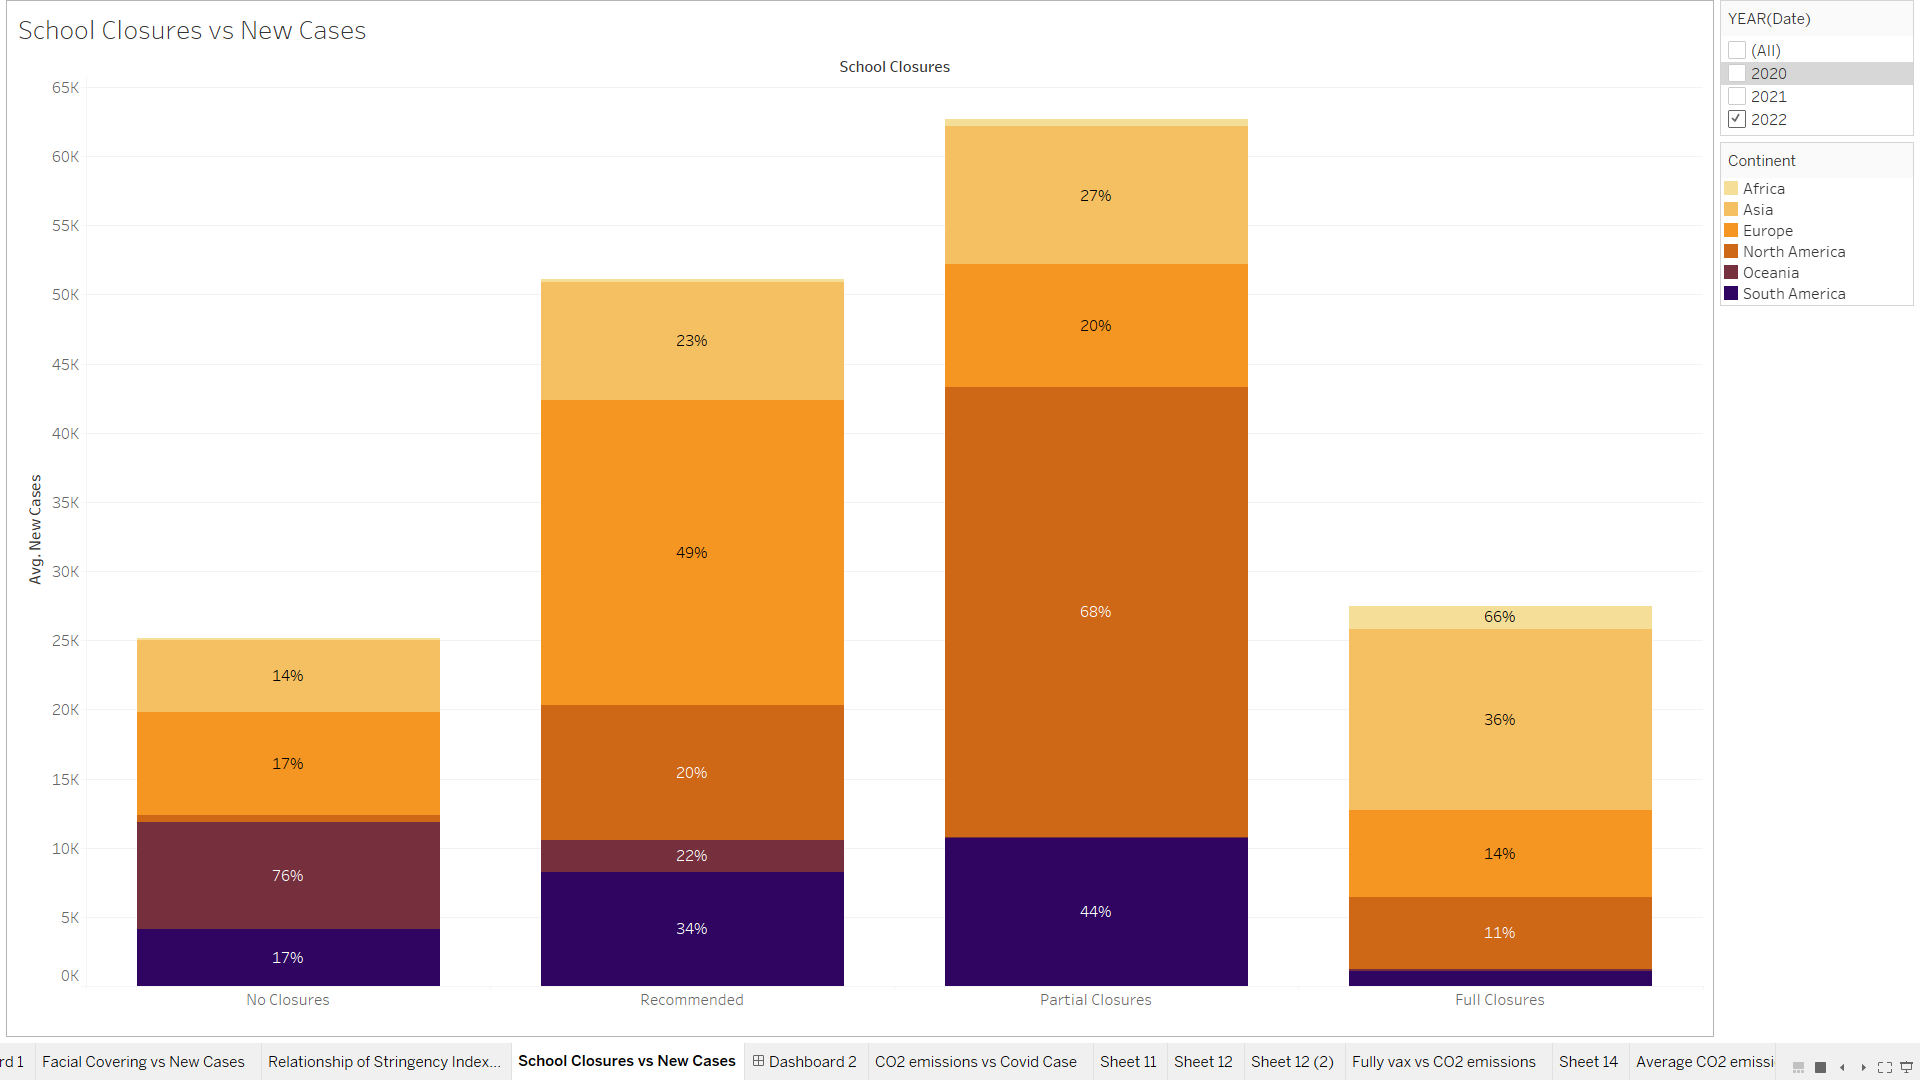 School Closures vs New Cases
School Closures
65K
60K
55K
50K
45K
40K
35K
30K
25K
20K
15K
10K
5K
0K
Avg. New Cases
14%
17%
76%
17%
23%
49%
20%
22%
34%
27%
20%
68%
44%
66%
36%
14%
11%
No Closures
Recommended
Partial Closures
Full Closures
YEAR(Date)
(All)
2020
2021
2022
Continent
Africa
Asia
Europe
North America
Oceania
South America
rd 1
Facial Covering vs New Cases
Relationship of Stringency Index...
School Closures vs New Cases
Dashboard 2
CO2 emissions vs Covid Case
Sheet 11
Sheet 12
Sheet 12 (2)
Fully vax vs CO2 emissions
Sheet 14
Average CO2 emissi